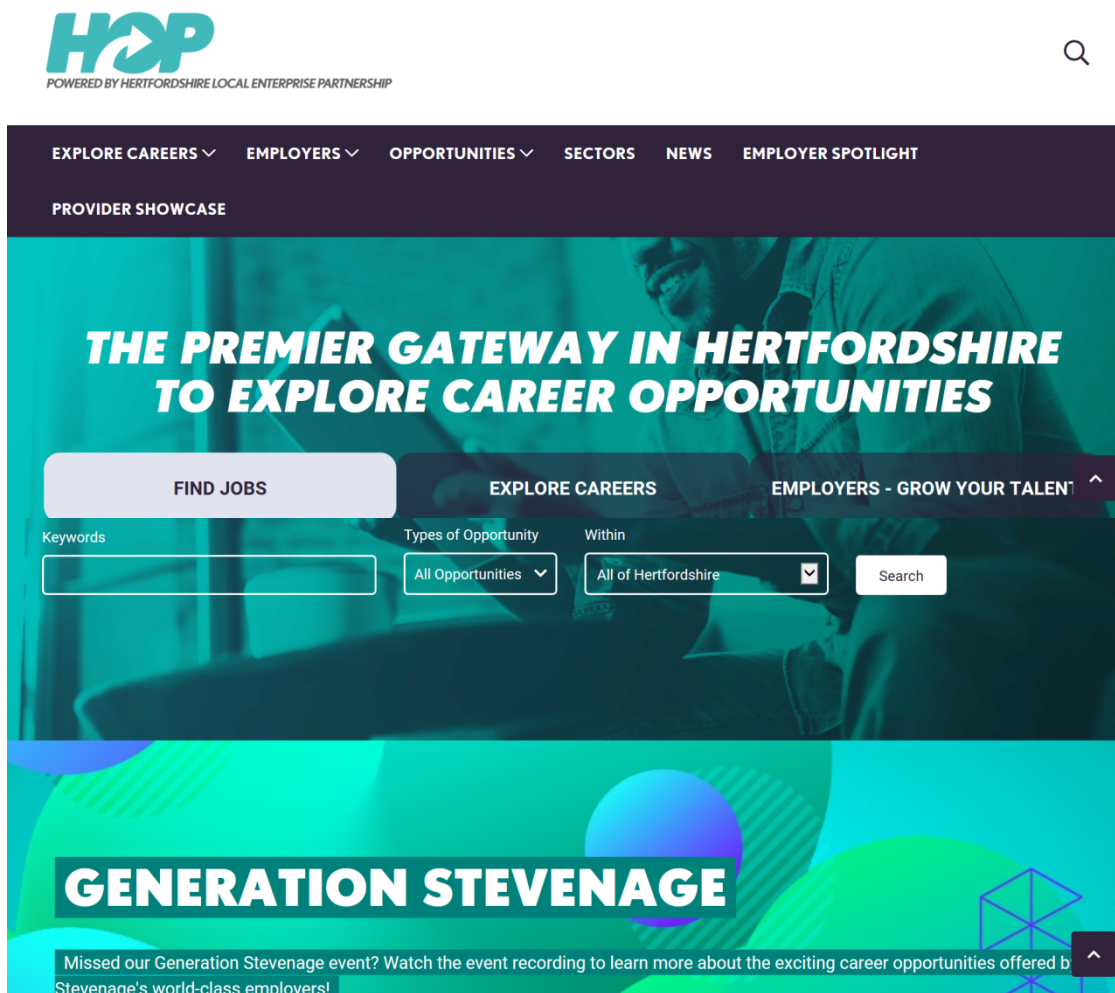 HOP
POWERED BY HERTFORDSHIRE LOCAL ENTERPRISE PARTNERSHIP
EXPLORE CAREERS EMPLOYERS OPPORTUNITIES SECTORS NEWS EMPLOYER SPOTLIGHT
PROVIDER SHOWCASE
THE PREMIER GATEWAY IN HERTFORDSHIRE
TO EXPLORE CAREER OPPORTUNITIES
FIND JOBS EXPLORE CAREERS EMPLOYERS - GROW YOUR TALENT
Keywords Types of Opportunity Within
All Opportunities All of Hertfordshire Search
GENERATION STEVENAGE
Missed our Generation Stevenage event? Watch the event recording to learn more about the exciting career opportunities offered by
Stevenage's world-class employers!